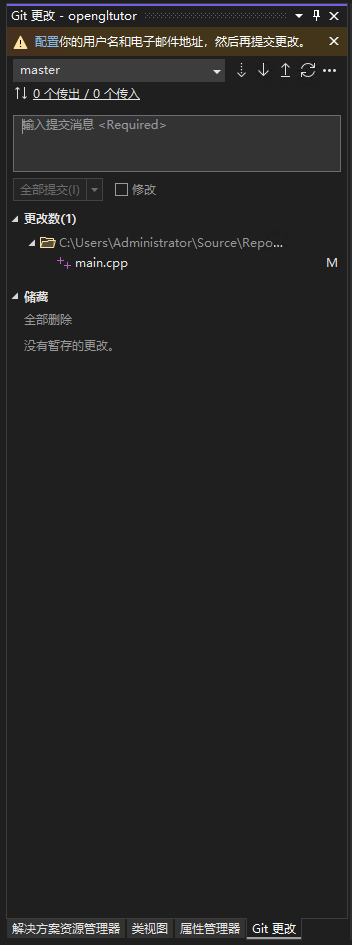 Git 更改 - opengltutor
配置你的用户名和电子邮件地址，然后再提交更改。
master
0 个传出 / 0 个传入
输入提交消息 <Required>
全部提交(I)
修改
更改数(1)
C:\Users\Administrator\Source\Repo...
main.cpp M
储藏
全部删除
没有暂存的更改。
解决方案资源管理器 类视图 属性管理器 Git 更改